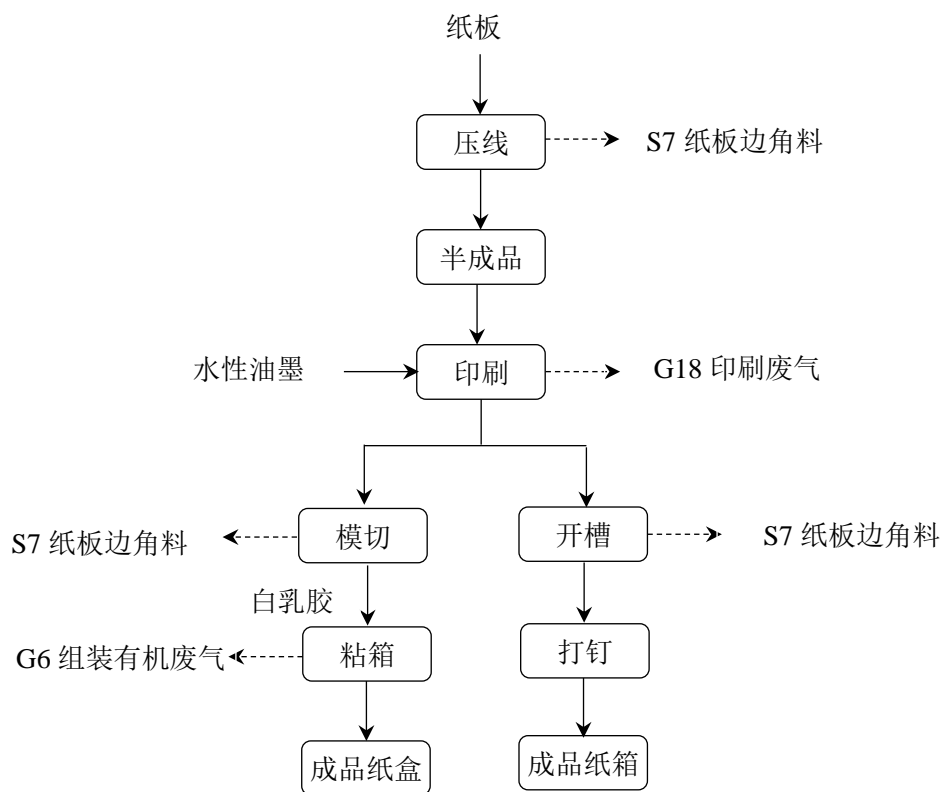 纸板
压线
S7 纸板边角料
半成品
水性油墨
印刷
G18 印刷废气
S7 纸板边角料
模切
开槽
S7 纸板边角料
白乳胶
G6 组装有机废气
粘箱
打钉
成品纸盒
成品纸箱